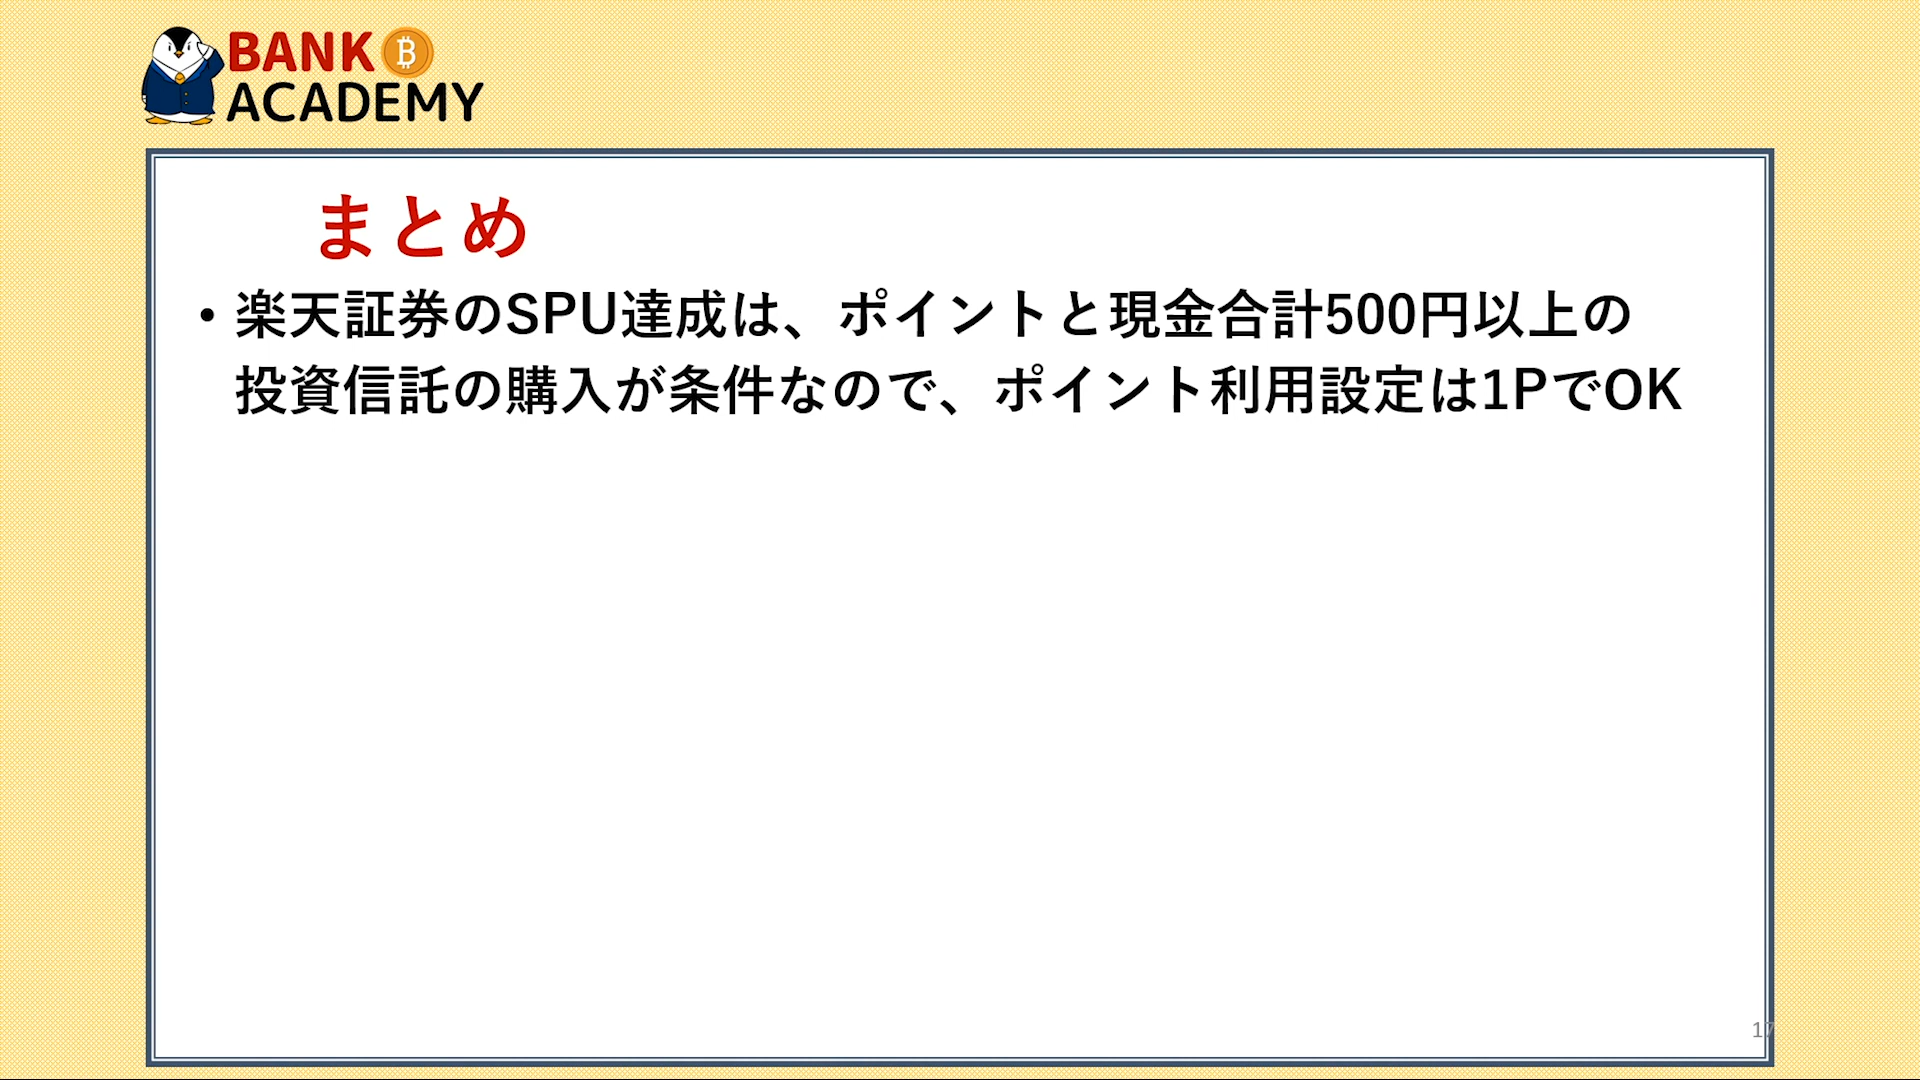 BANK
ACADEMY
まとめ
・楽天証券のSPU達成は、ポイントと現金合計500円以上の
投資信託の購入が条件なので、ポイント利用設定は1PでOK
17